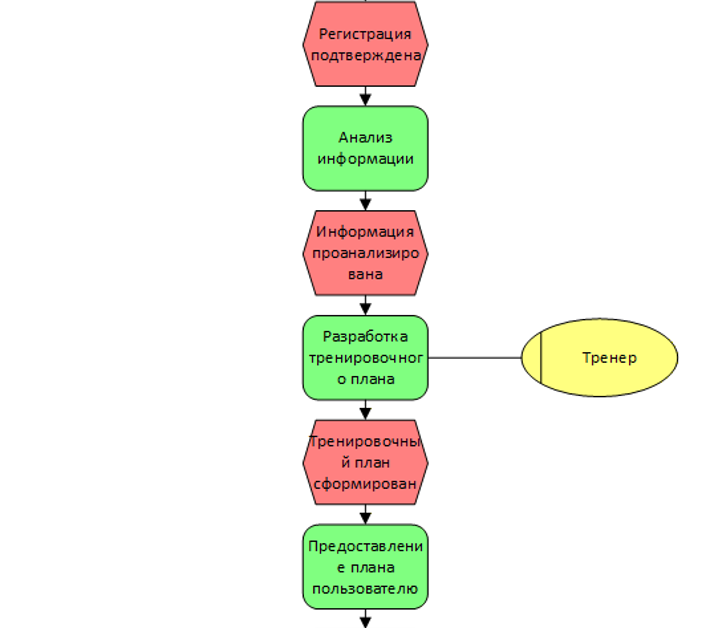 Регистрация
подтверждена
Анализ
информации
Информация
проанализиро
вана
Разработка
тренировочног
о плана
Тренер
Тренировочны
й план
сформирован
Предоставлени
е плана
пользователю